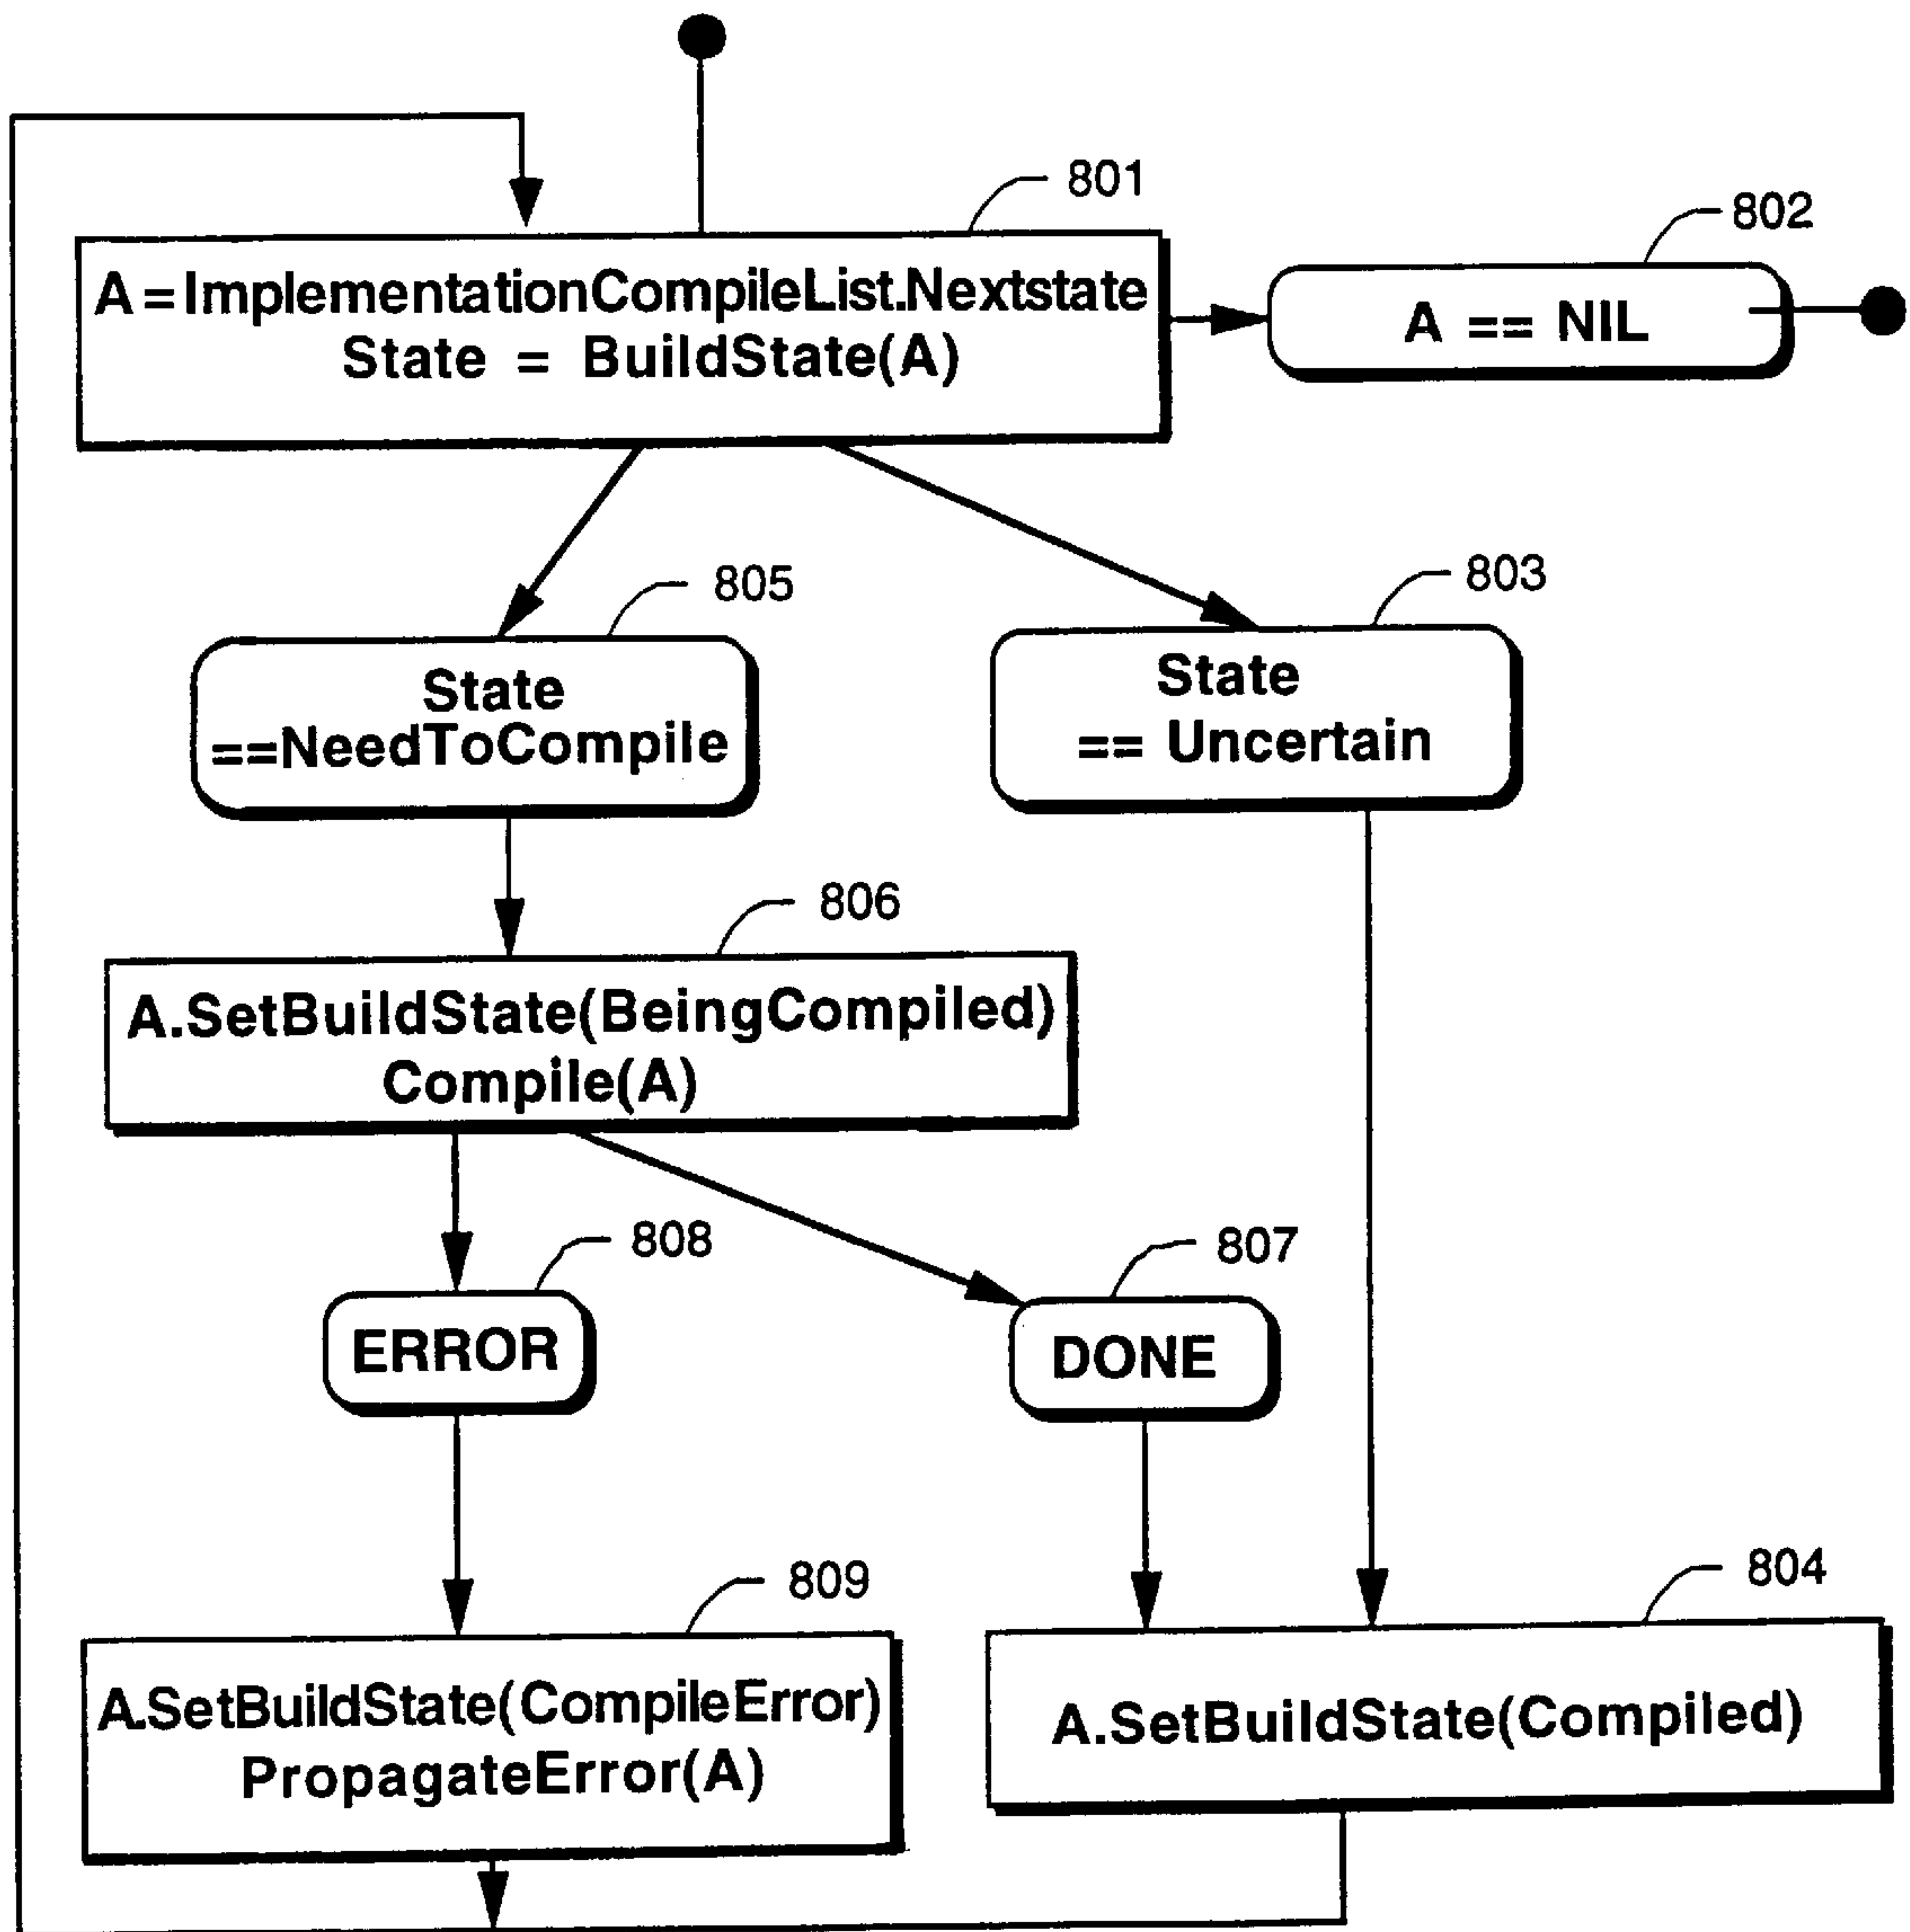 801
802
A=ImplementationCompileList.Nextstate
State = BuildState(A)
A == NIL
805
803
State
==NeedToCompile
State
== Uncertain
806
A.SetBuildState(BeingCompiled)
Compile(A)
808
807
ERROR
DONE
809
804
A.SetBuildState(CompileError)
PropagateError(A)
A.SetBuildState(Compiled)